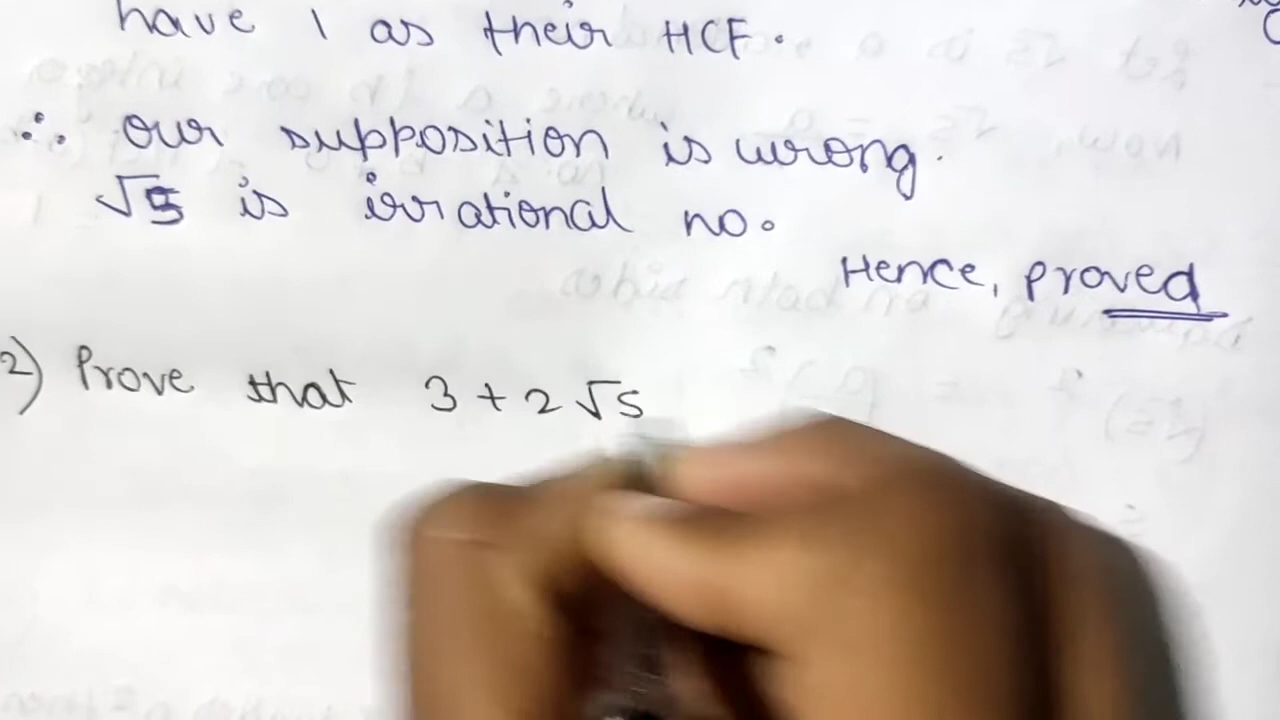 have 1 as their HCF.
∴ our supposition is wrong.
√5 is irrational no.
Hence, proved
2) Prove that 3 + 2√5